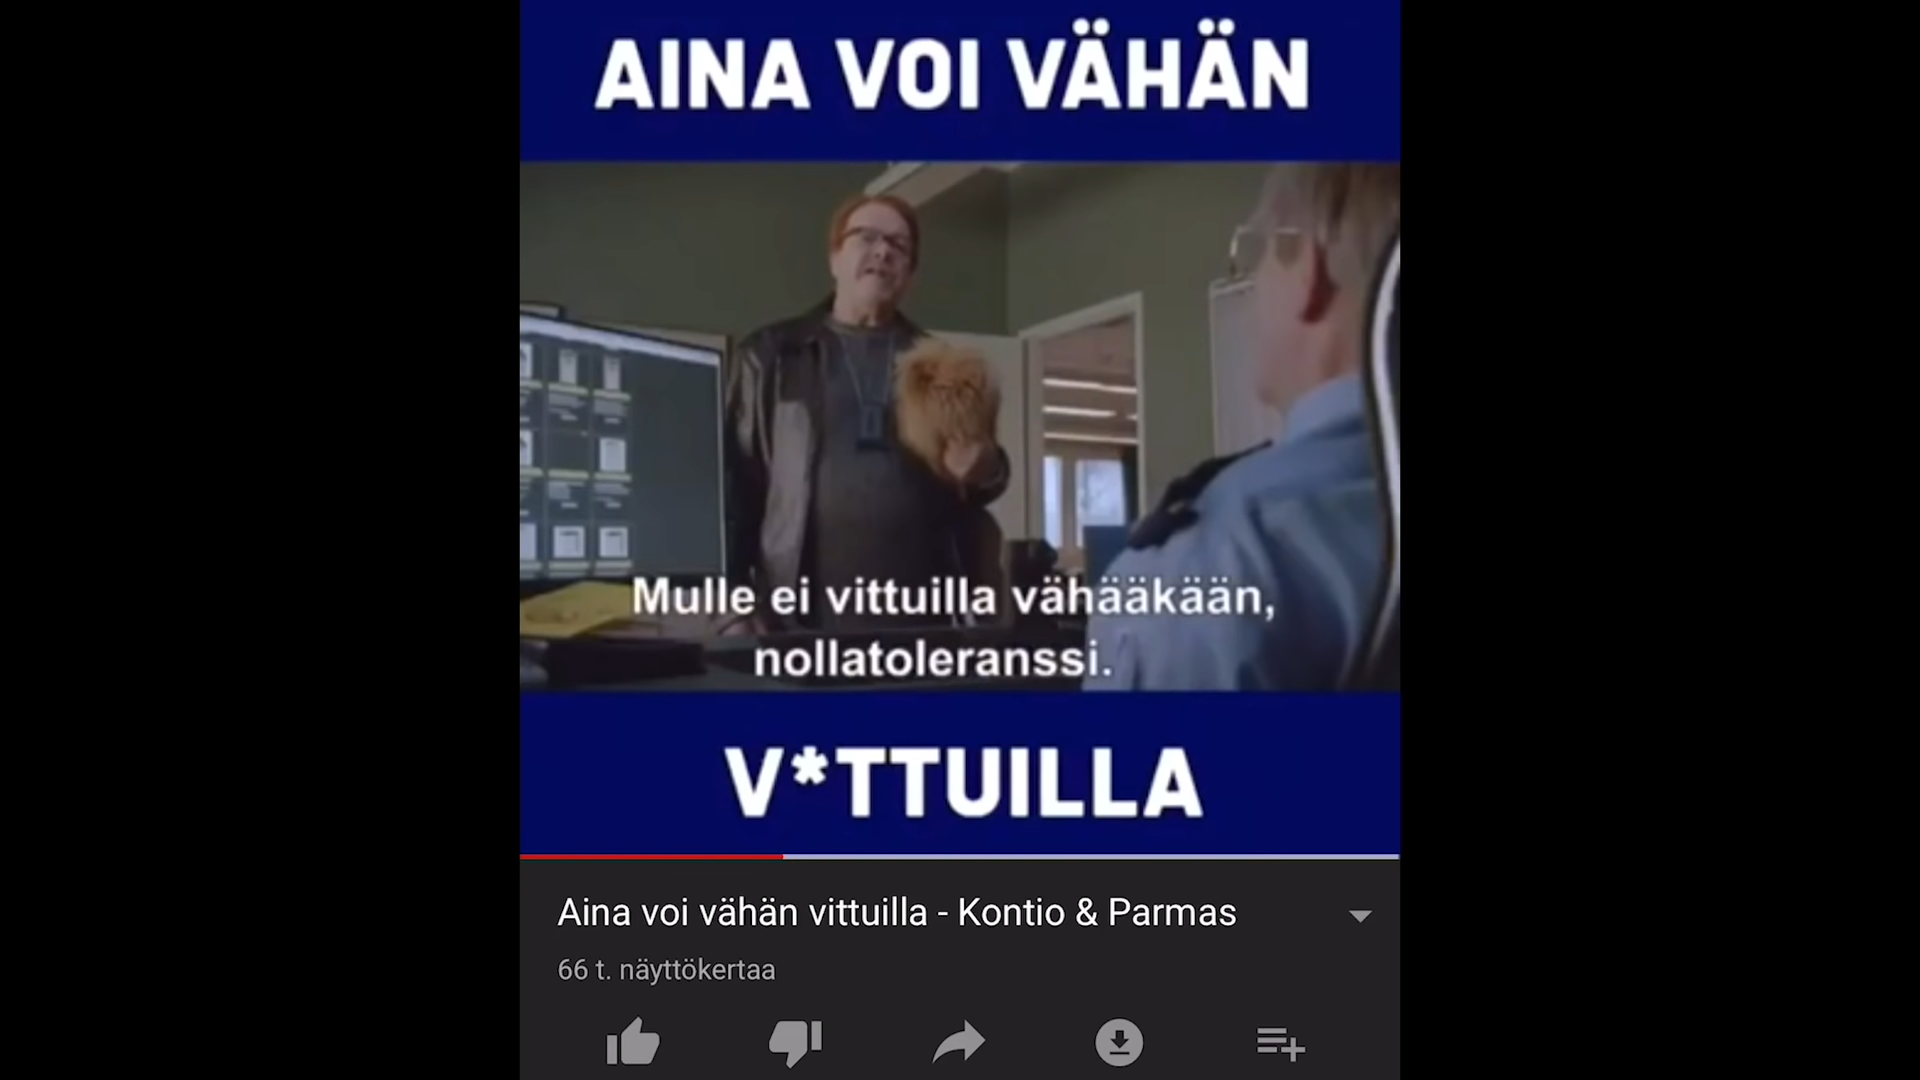 AINA VOI VÄHÄN
Mulle ei vittuilla vähääkään,
nollatoleranssi.
V*TTUILLA
Aina voi vähän vittuilla - Kontio & Parmas
66 t. näyttökertaa